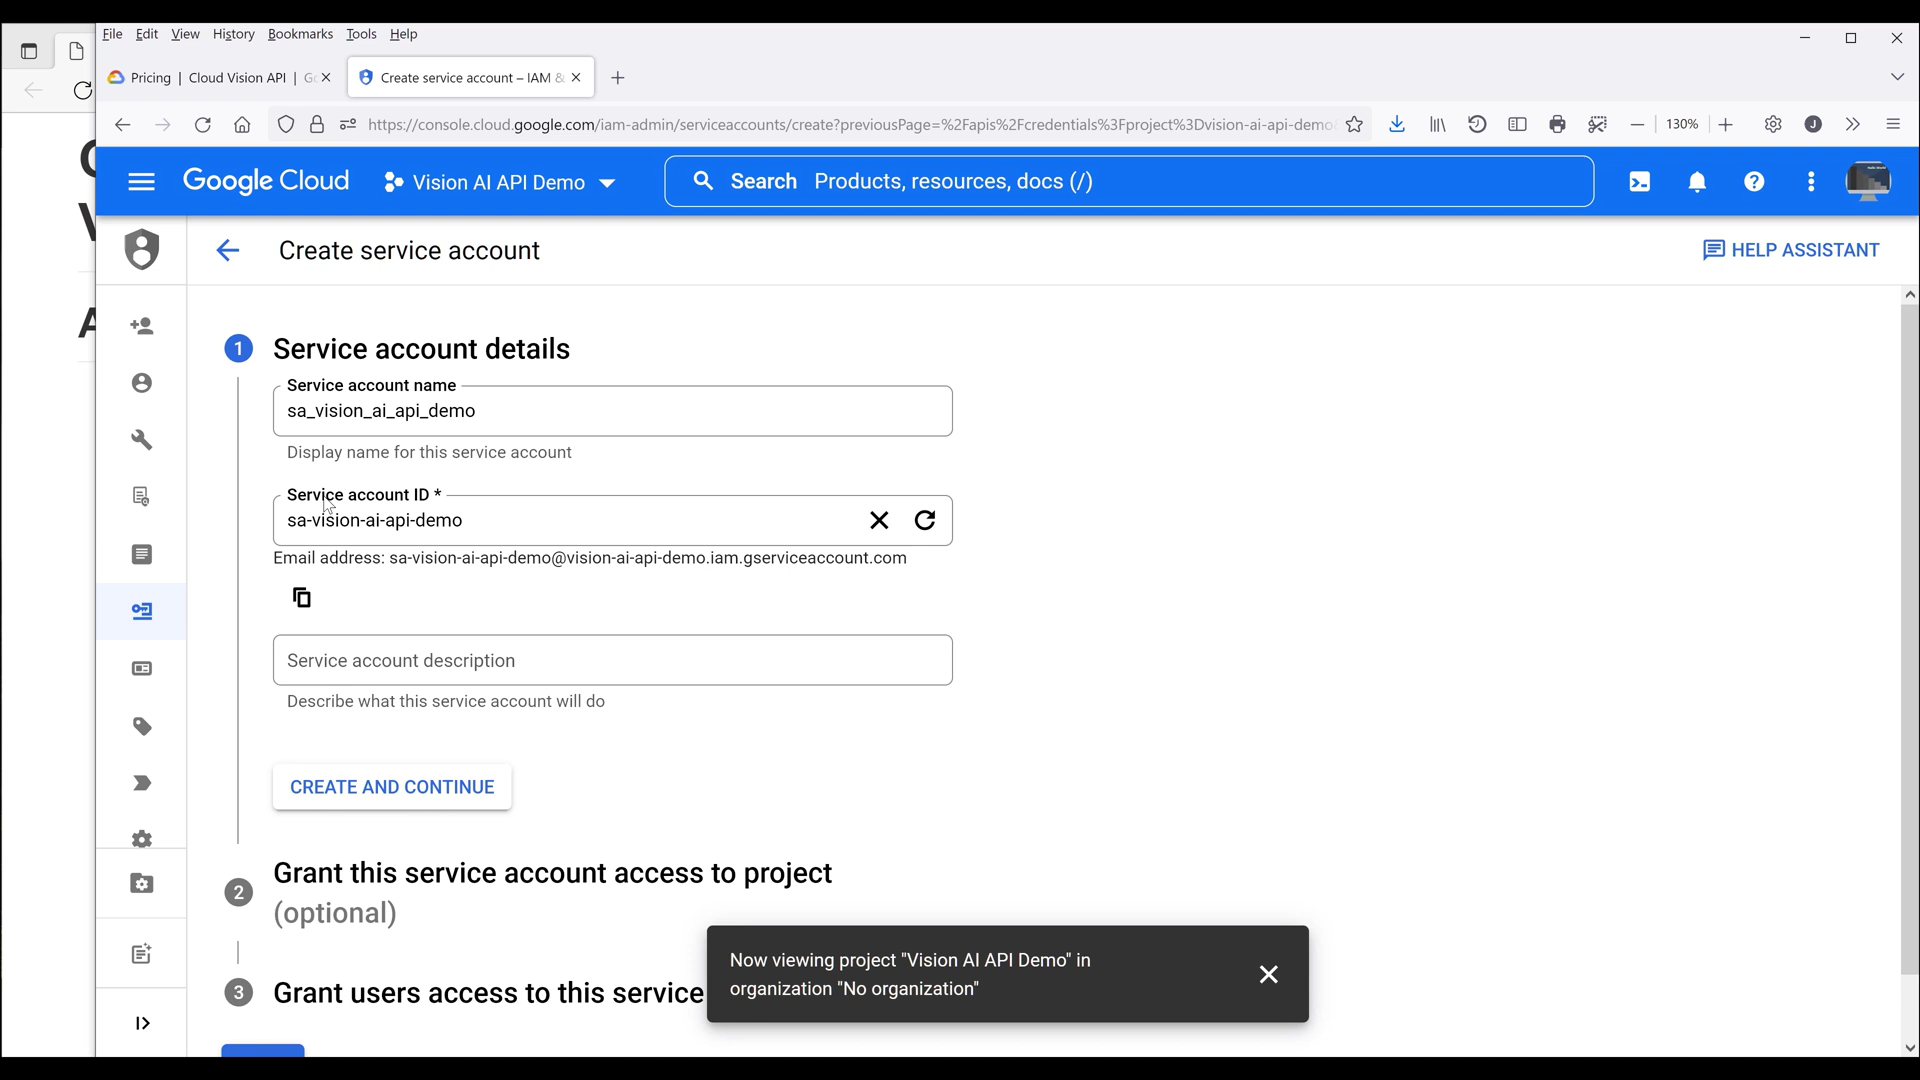 File Edit View History Bookmarks Tools Help
Pricing | Cloud Vision API | Go
Create service account – IAM &
https://console.cloud.google.com/iam-admin/serviceaccounts/create?previousPage=%2Fapis%2Fcredentials%3Fproject%3Dvision-ai-api-demo
130%
J
Google Cloud
Vision AI API Demo
Search Products, resources, docs (/)
Create service account
HELP ASSISTANT
1 Service account details
Service account name
sa_vision_ai_api_demo
Display name for this service account
Service account ID *
sa-vision-ai-api-demo
Email address: sa-vision-ai-api-demo@vision-ai-api-demo.iam.gserviceaccount.com
Service account description
Describe what this service account will do
CREATE AND CONTINUE
2 Grant this service account access to project
(optional)
3 Grant users access to this service
Now viewing project "Vision AI API Demo" in
organization "No organization"